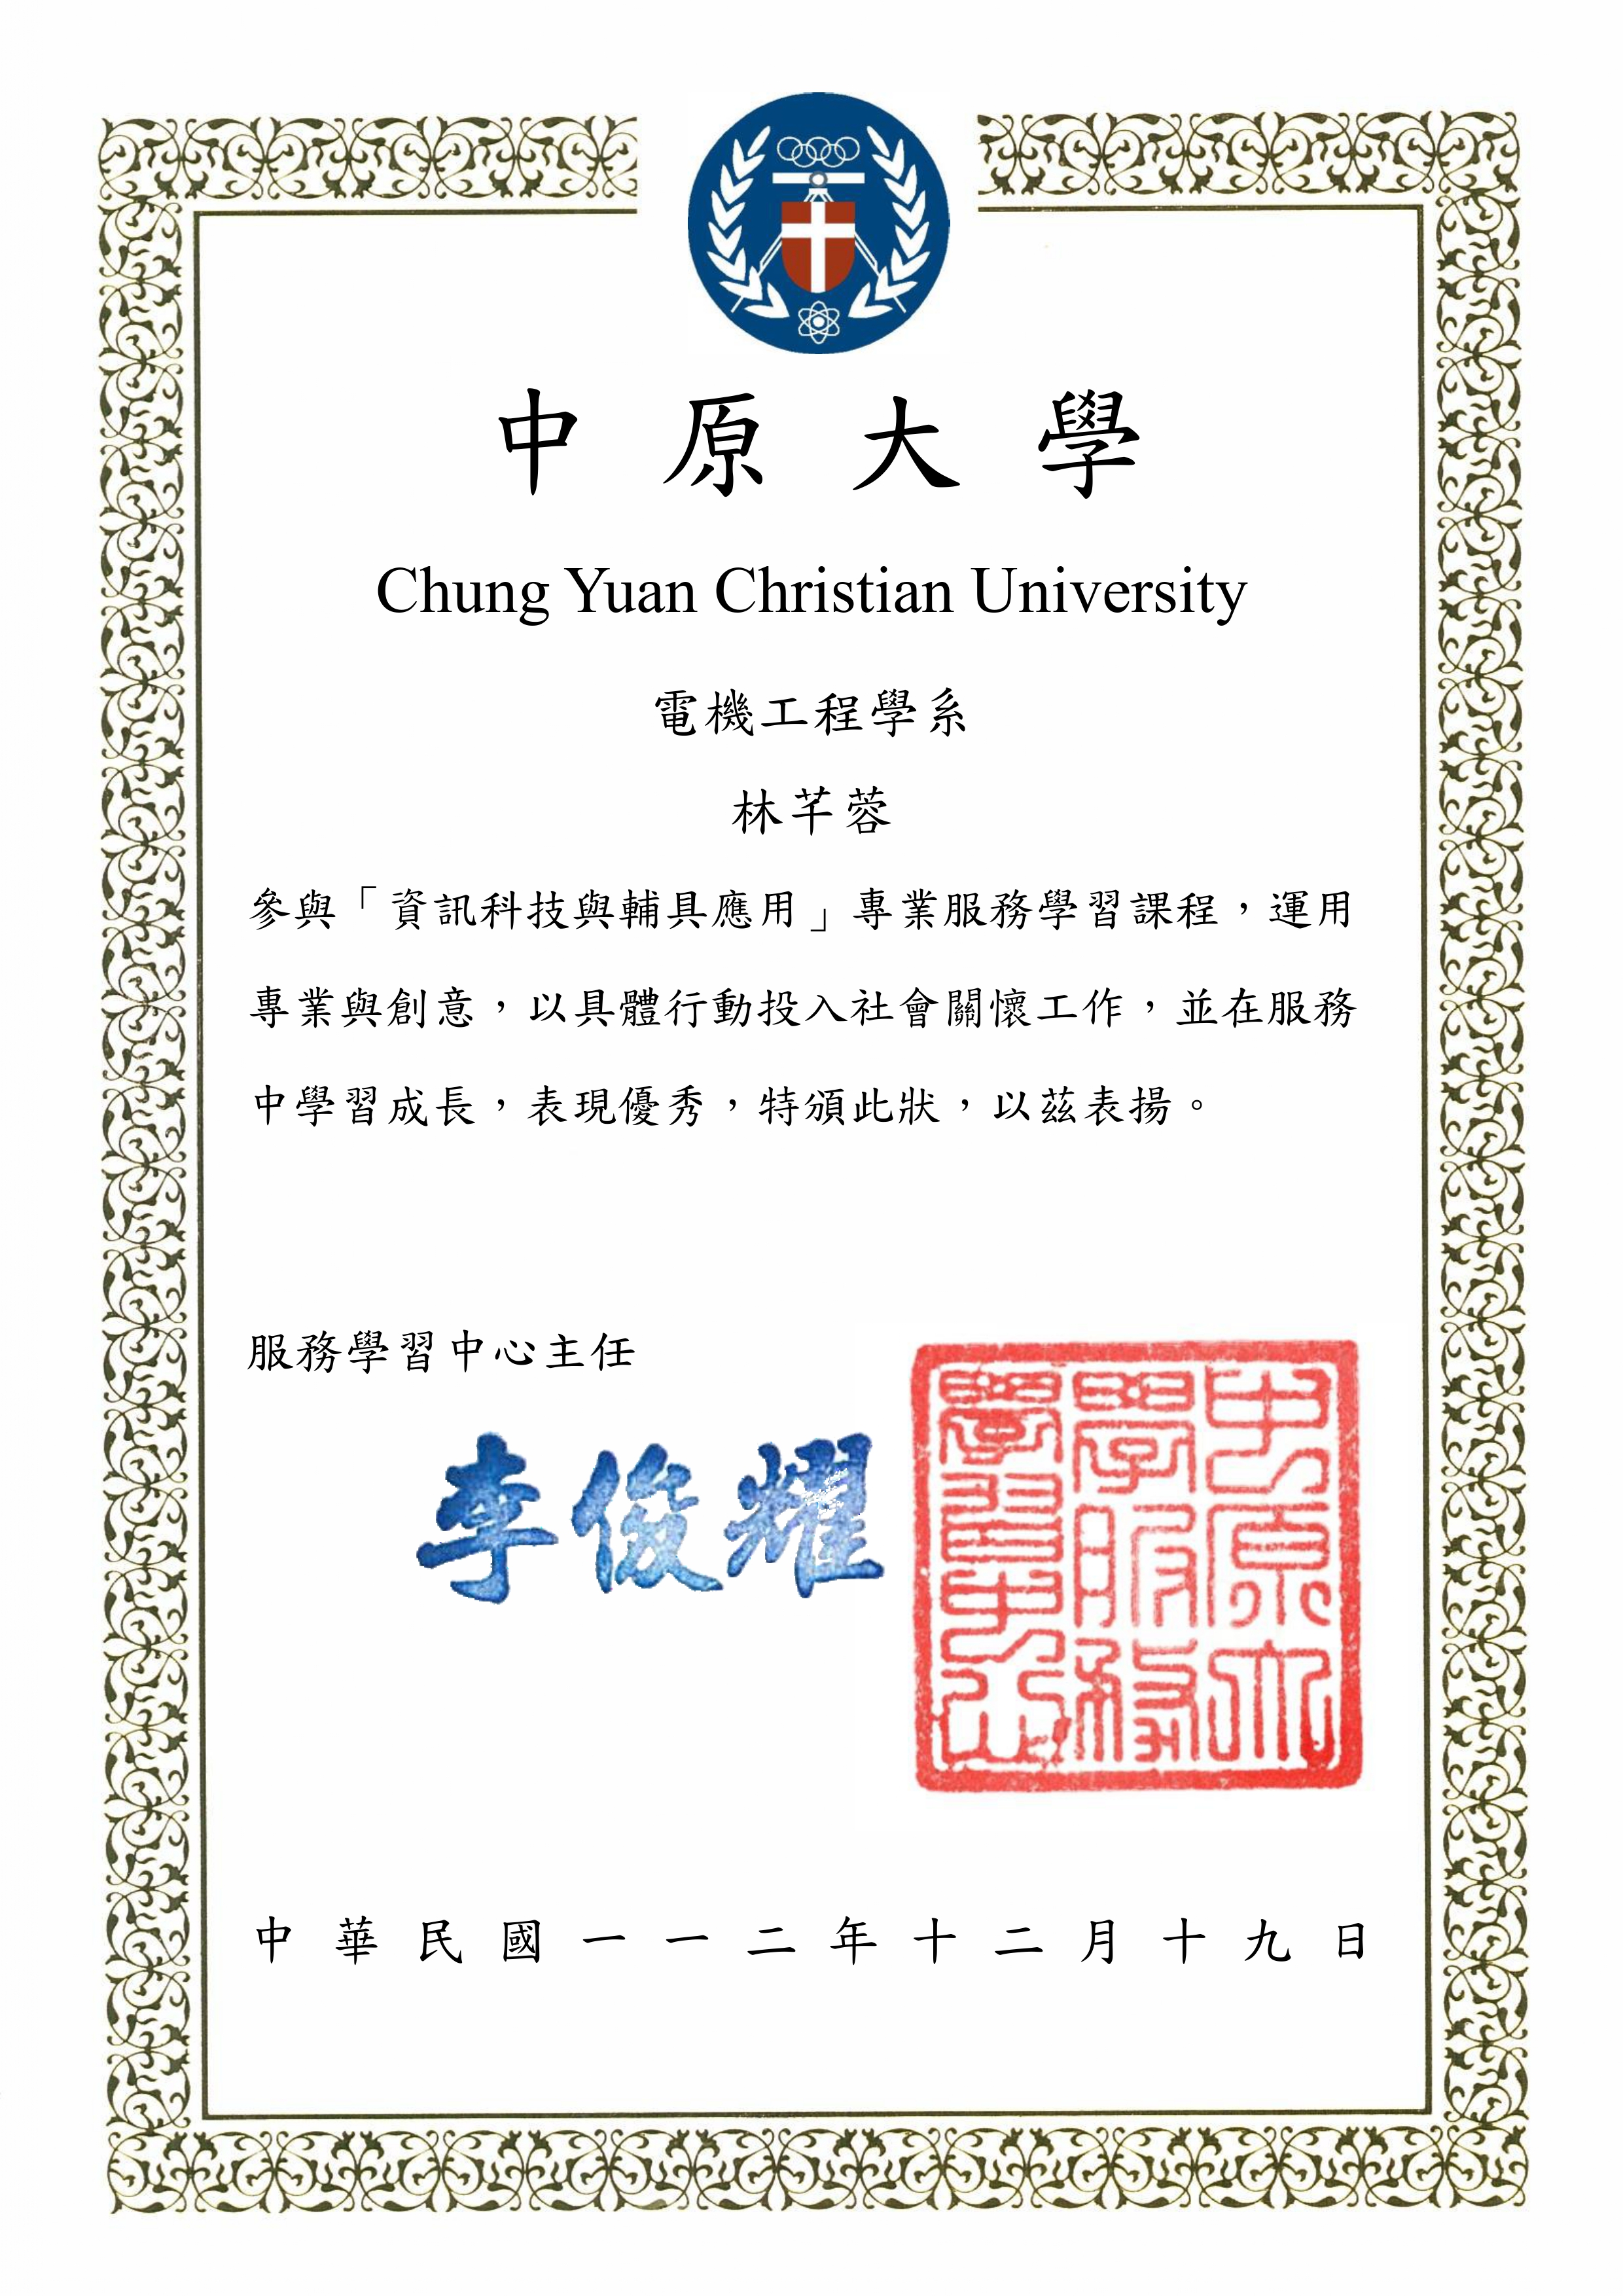 中原大學
Chung Yuan Christian University
電機工程學系
林芊蓉
參與「資訊科技與輔具應用」專業服務學習課程，運用
專業與創意，以具體行動投入社會關懷工作，並在服務
中學習成長，表現優秀，特頒此狀，以茲表揚。
服務學習中心主任
李俊耀
中原大
學服務
學習中心
中華民國一一二年十二月十九日